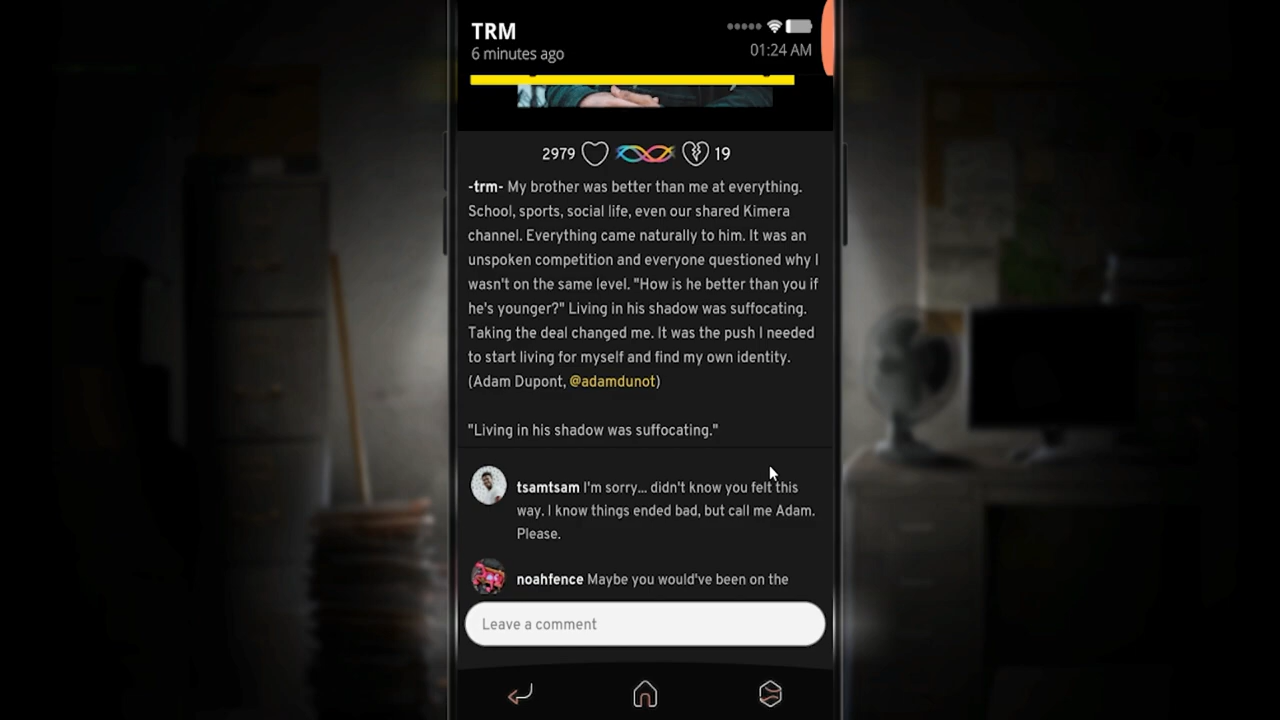 TRM
6 minutes ago
01:24 AM
2979
19
-trm- My brother was better than me at everything.
School, sports, social life, even our shared Kimera
channel. Everything came naturally to him. It was an
unspoken competition and everyone questioned why I
wasn't on the same level. "How is he better than you if
he's younger?" Living in his shadow was suffocating.
Taking the deal changed me. It was the push I needed
to start living for myself and find my own identity.
(Adam Dupont, @adamdunot)
"Living in his shadow was suffocating."
tsamtsam I'm sorry... didn't know you felt this
way. I know things ended bad, but call me Adam.
Please.
noahfence Maybe you would've been on the
Leave a comment